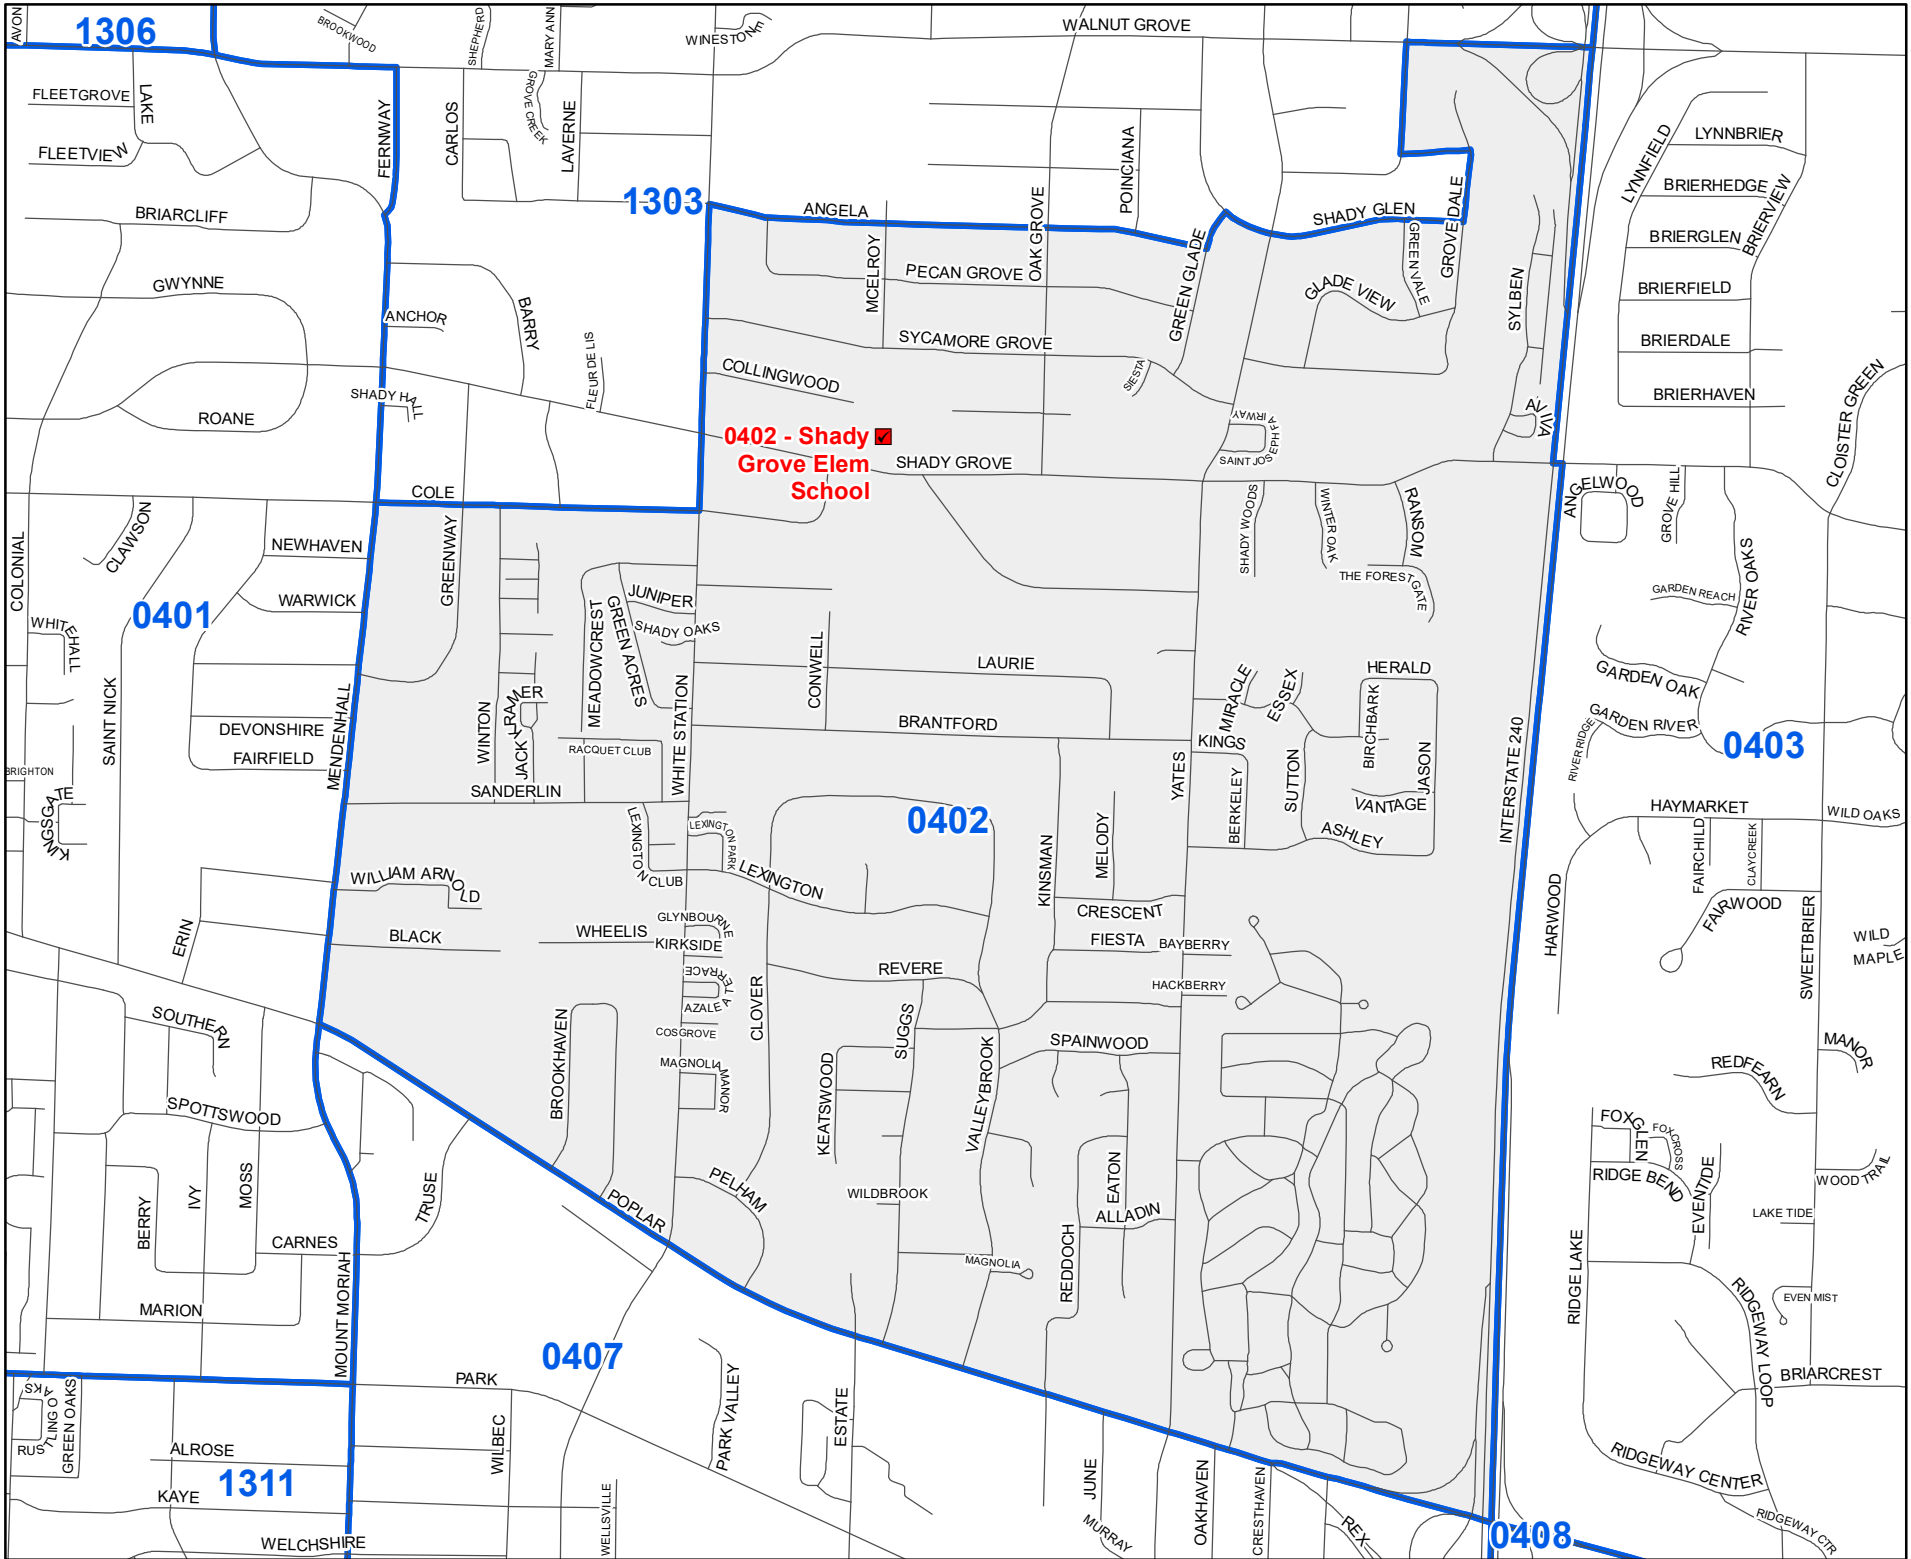 AVON
1306
BROOKWOOD
SHEPHERD
MARY ANN
WINESTONE
WALNUT GROVE
FLEETGROVE
LAKE
FLEETVIEW
FERNWAY
CARLOS
GROVE CREEK
LAVERNE
POINCIANA
LYNNFIELD
LYNNBRIER
BRIERHEDGE
BRIERVIEW
BRIARCLIFF
1303
ANGELA
OAK GROVE
SHADY GLEN
GROVEDALE
GREENVALE
BRIERGLEN
GWYNNE
MCELROY
PECAN GROVE
GREEN GLADE
GLADE VIEW
SYLBEN
BRIERFIELD
ANCHOR
BARRY
FLEUR DE LIS
SYCAMORE GROVE
BRIERDALE
COLLINGWOOD
SIESTA
BRIERHAVEN
CLOISTER GREEN
SHADY HALL
ROANE
FAIRWAY
AVIVA
0402 - Shady
Grove Elem
School
SHADY GROVE
SAINT JOSEPH
COLE
COLONIAL
CLAWSON
NEWHAVEN
GREENWAY
SHADY WOODS
WINTER OAK
RANSOM
ANGELWOOD
GROVE HILL
RIVER OAKS
THE FOREST GATE
GARDEN REACH
WARWICK
0401
WHITEHALL
JUNIPER
SHADY OAKS
MEADOWCREST
GREEN ACRES
CONWELL
LAURIE
MIRACLE
ESSEX
HERALD
GARDEN OAK
SAINT NICK
MENDENHALL
WINTON
JACK KRAMER
WHITE STATION
BRANTFORD
BIRCHBARK
GARDEN RIVER
RIVER RIDGE
0403
DEVONSHIRE
FAIRFIELD
RACQUET CLUB
KINGS
YATES
SUTTON
JASON
INTERSTATE 240
BRIGHTON
KINGSGATE
SANDERLIN
BERKELEY
VANTAGE
HAYMARKET
WILD OAKS
0402
LEXINGTON CLUB
LEXINGTON PARK
LEXINGTON
KINSMAN
MELODY
ASHLEY
FAIRCHILD
CLAYCREEK
WILLIAM ARNOLD
HARWOOD
FAIRWOOD
SWEETBRIER
ERIN
BLACK
WHEELIS
GLYNBOURNE
KIRKSIDE
CRESCENT
FIESTA
BAYBERRY
WILD
MAPLE
AZALEA TERRACE
REVERE
HACKBERRY
SOUTHERN
BROOKHAVEN
COSGROVE
CLOVER
SUGGS
SPAINWOOD
MANOR
MAGNOLIA MANOR
KEATSWOOD
VALLEYBROOK
REDFEARN
SPOTTSWOOD
FOXGLEN
FOXCROSS
RIDGE BEND
EVENTIDE
WOOD TRAIL
BERRY
IVY
MOSS
TRUSE
PELHAM
POPLAR
WILDBROOK
EATON
ALLADIN
REDDOCH
LAKE TIDE
CARNES
MAGNOLIA
RIDGE LAKE
RIDGEWAY LOOP
EVEN MIST
MARION
MOUNT MORIAH
0407
PARK
PARK VALLEY
ESTATE
BRIARCREST
RUSTLING OAKS
GREEN OAKS
ALROSE
1311
KAYE
WELCHSHIRE
WILBEC
WELLSVILLE
JUNE
MURRAY
OAKHAVEN
CRESTHAVEN
REX
0408
RIDGEWAY CENTER
RIDGEWAY CTR